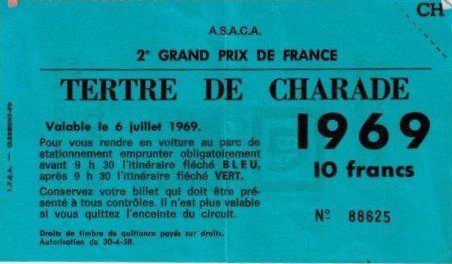 CH
A.S.A.C.A.
2° GRAND PRIX DE FRANCE
TERTRE DE CHARADE
Valable le 6 juillet 1969.
Pour vous rendre en voiture au parc de
stationnement emprunter obligatoirement
avant 9 h 30 l'itinéraire fléché BLEU,
après 9 h 30 l'itinéraire fléché VERT.
Conservez votre billet qui doit être pré-
senté à tous contrôles. il n'est plus valable
si vous quittez l'enceinte du circuit.
Droits de timbre de quittance payés sur droits.
Autorisation du 30-4-58.
1969
10 francs
N° 88625